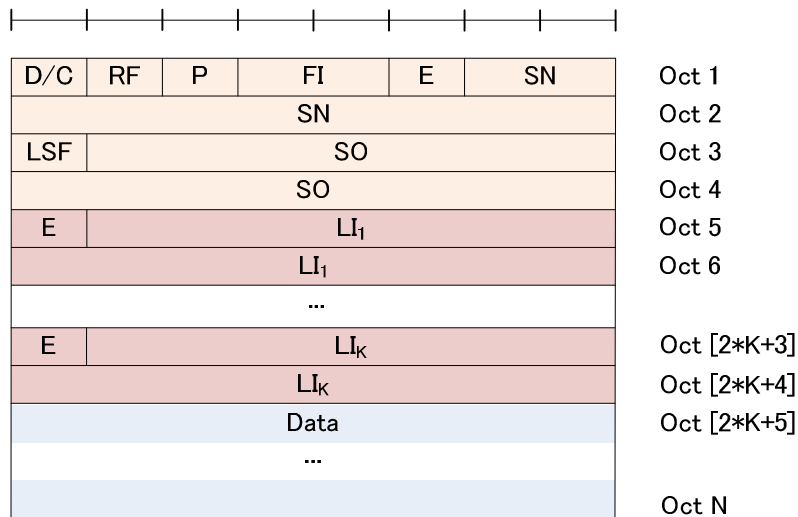 D/C RF P FI E SN Oct 1
SN Oct 2
LSF SO Oct 3
SO Oct 4
E LI₁ Oct 5
LI₁ Oct 6
...
E LIₖ Oct [2*K+3]
LIₖ Oct [2*K+4]
Data Oct [2*K+5]
...
Oct N